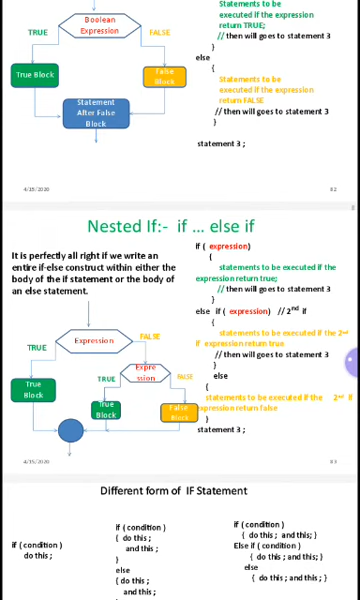 Boolean
Expression
TRUE
FALSE
True Block
False
Block
Statement
After False
Block
Statements to be
executed if the expression
return TRUE;
// then will goes to statement 3
}
else
{
Statements to be
executed if the expression
return FALSE
// then will goes to statement 3
}
statement 3 ;
4/15/2020
82
Nested If:- if ... else if
It is perfectly all right if we write an
entire if-else construct within either the
body of the if statement or the body of
an else statement.
Expression
TRUE
FALSE
True
Block
Expre
ssion
TRUE
FALSE
True
Block
False
Block
if ( expression)
{
statements to be executed if the
expression return true;
// then will goes to statement 3
}
else if ( expression) // 2nd if
{
statements to be executed if the 2nd
if expression return true
// then will goes to statement 3
}
else
{
statements to be executed if the 2nd if
expression return false
}
statement 3 ;
4/15/2020
83
Different form of IF Statement
if ( condition )
do this ;
if ( condition )
{ do this ;
and this ;
}
else
{ do this ;
and this ;
if ( condition )
{ do this ; and this; }
Else if ( condition )
{ do this ; and this; }
else
{ do this ; and this ; }